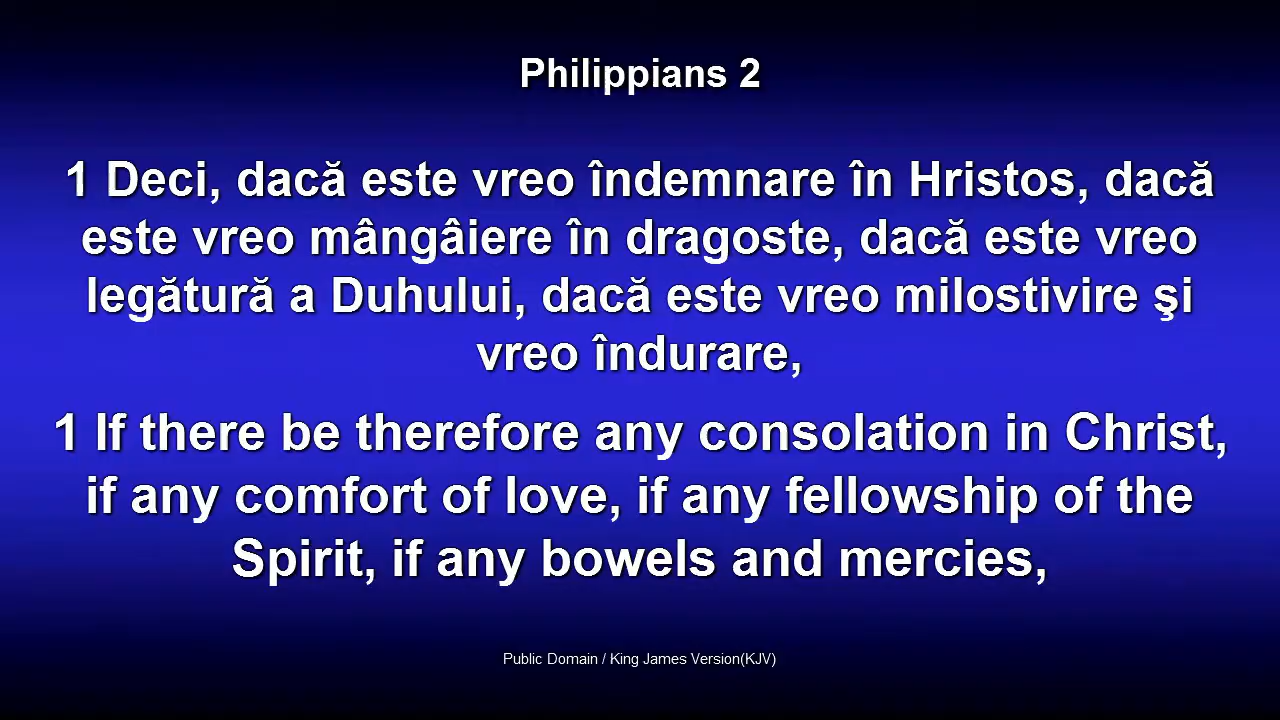 Philippians 2
1 Deci, dacă este vreo îndemnare în Hristos, dacă
este vreo mângâiere în dragoste, dacă este vreo
legătură a Duhului, dacă este vreo milostivire şi
vreo îndurare,
1 If there be therefore any consolation in Christ,
if any comfort of love, if any fellowship of the
Spirit, if any bowels and mercies,
Public Domain / King James Version(KJV)